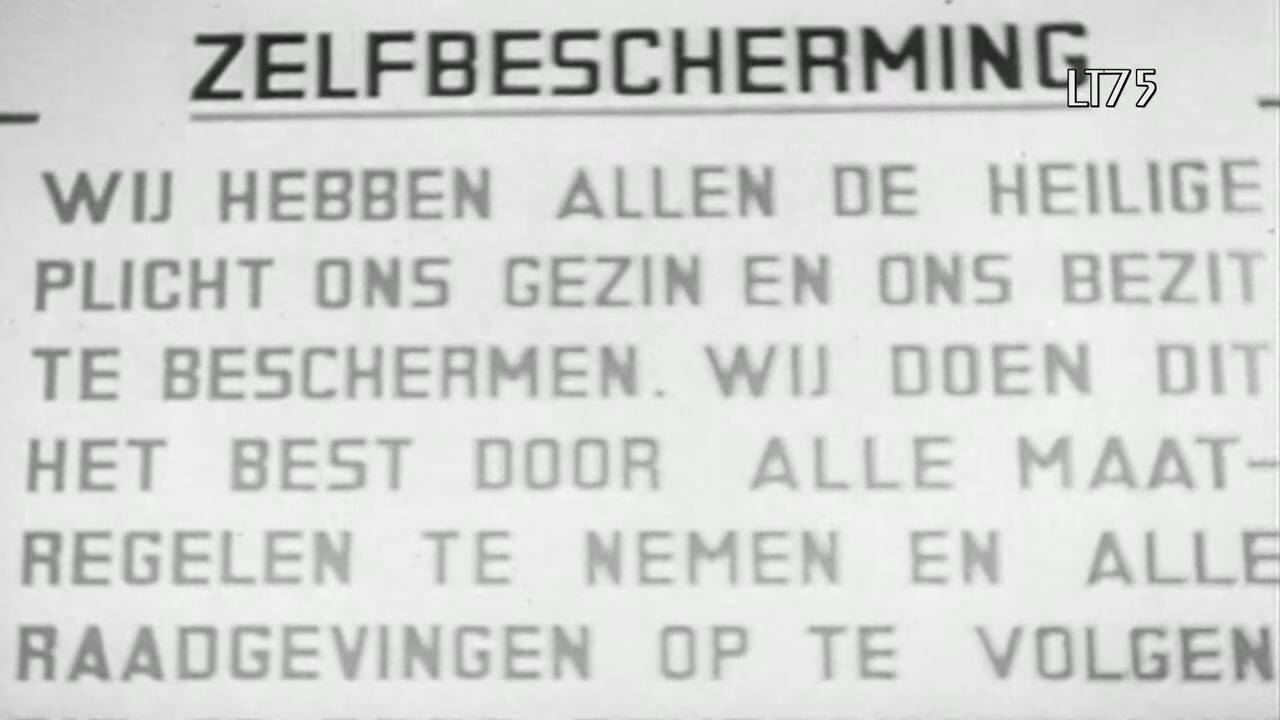 ZELFBESCHERMING
LT75
WIJ HEBBEN ALLEN DE HEILIGE
PLICHT ONS GEZIN EN ONS BEZIT
TE BESCHERMEN. WIJ DOEN DIT
HET BEST DOOR ALLE MAAT-
REGELEN TE NEMEN EN ALLE
RAADGEVINGEN OP TE VOLGEN